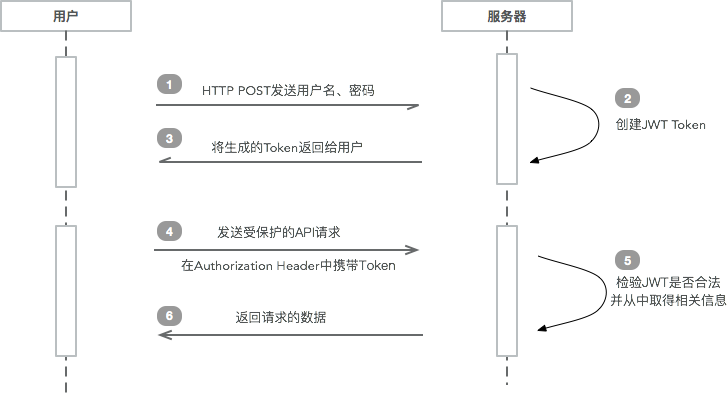 用户
服务器
1
HTTP POST发送用户名、密码
2
创建JWT Token
3
将生成的Token返回给用户
4
发送受保护的API请求
在Authorization Header中携带Token
5
检验JWT是否合法
并从中取得相关信息
6
返回请求的数据